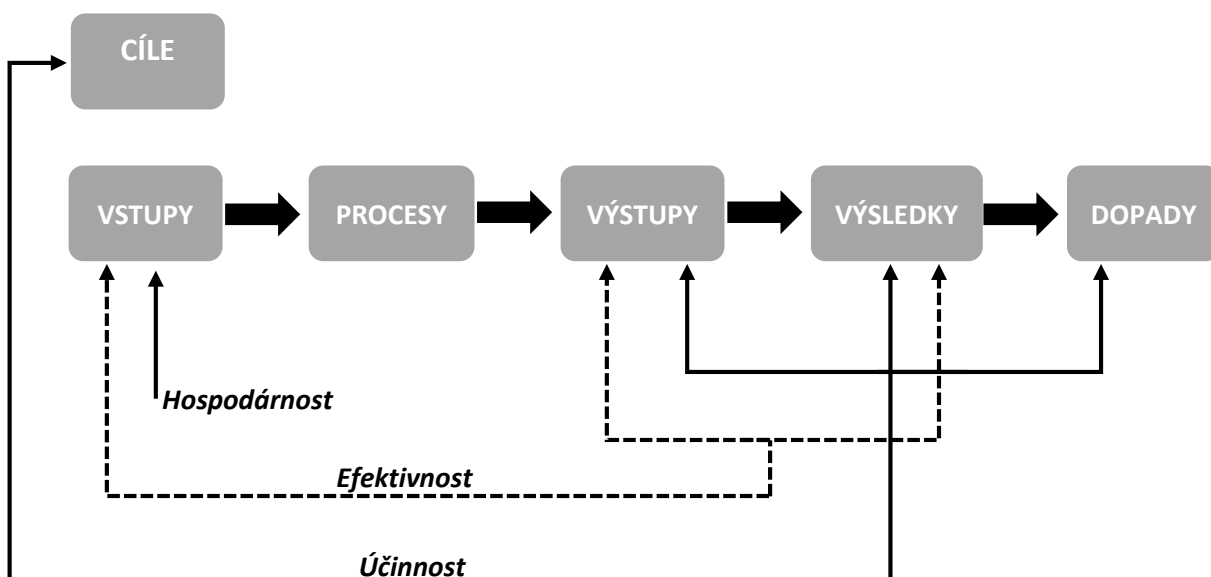 CÍLE
VSTUPY
PROCESY
VÝSTUPY
VÝSLEDKY
DOPADY
Hospodárnost
Efektivnost
Účinnost